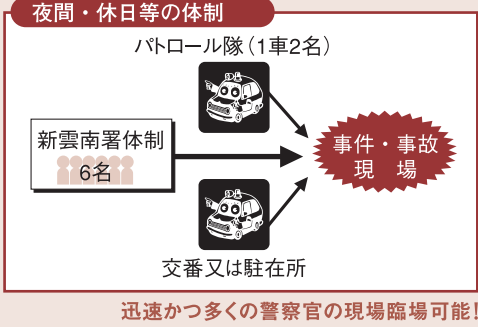 夜間・休日等の体制
パトロール隊（1車2名）
新雲南署体制
6名
事件・事故
現　場
交番又は駐在所
迅速かつ多くの警察官の現場臨場可能！